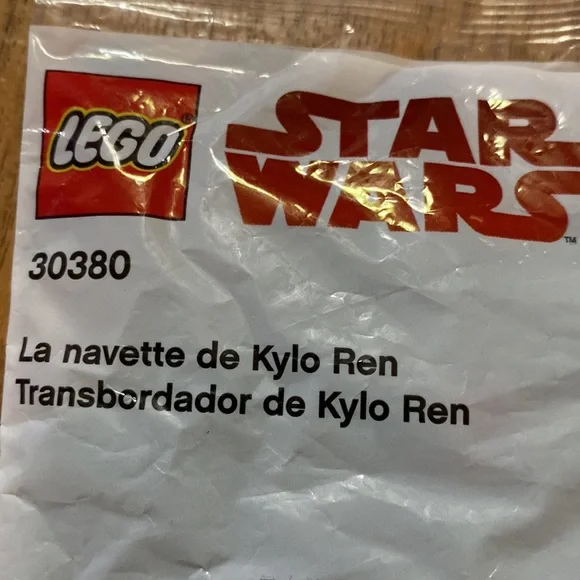 LEGO®
STAR
WARS
TM
30380
La navette de Kylo Ren
Transbordador de Kylo Ren